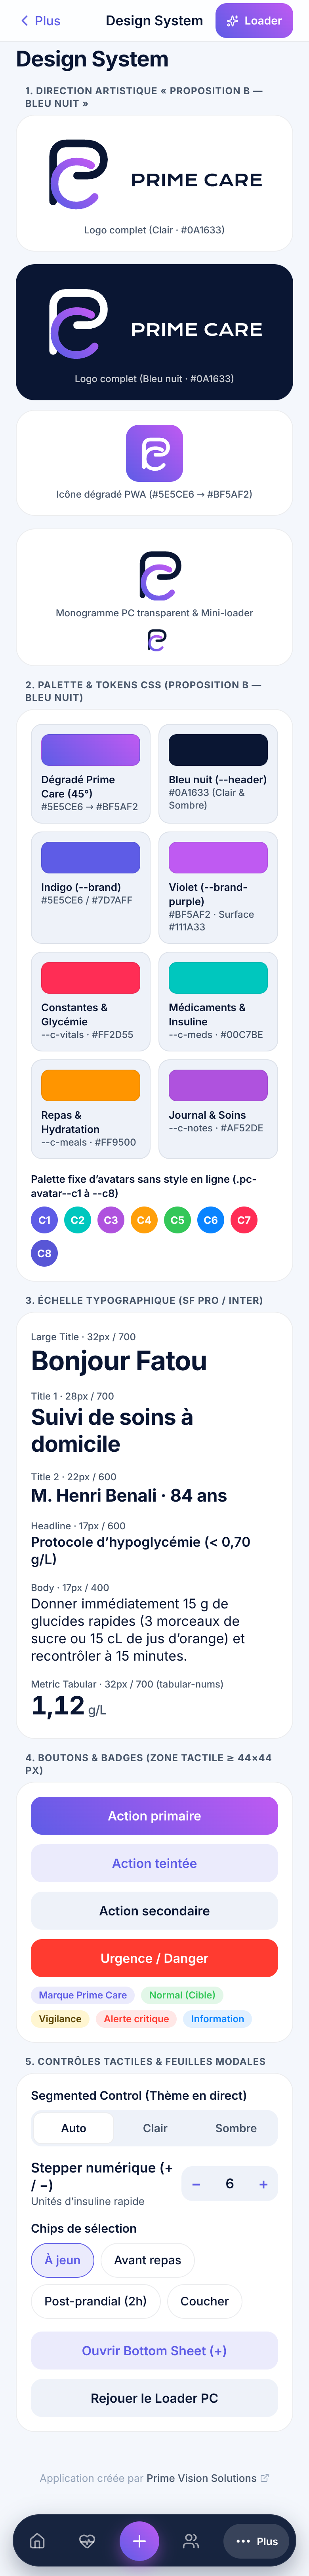 Plus
Design System
Loader
Design System
1. DIRECTION ARTISTIQUE « PROPOSITION B —
BLEU NUIT »
PRIME CARE
Logo complet (Clair · #0A1633)
PRIME CARE
Logo complet (Bleu nuit · #0A1633)
Icône dégradé PWA (#5E5CE6 → #BF5AF2)
Monogramme PC transparent & Mini-loader
2. PALETTE & TOKENS CSS (PROPOSITION B —
BLEU NUIT)
Dégradé Prime
Care (45°)
#5E5CE6 → #BF5AF2
Bleu nuit (--header)
#0A1633 (Clair &
Sombre)
Indigo (--brand)
#5E5CE6 / #7D7AFF
Violet (--brand-
purple)
#BF5AF2 · Surface
#111A33
Constantes &
Glycémie
--c-vitals · #FF2D55
Médicaments &
Insuline
--c-meds · #00C7BE
Repas &
Hydratation
--c-meals · #FF9500
Journal & Soins
--c-notes · #AF52DE
Palette fixe d’avatars sans style en ligne (.pc-
avatar--c1 à --c8)
C1 C2 C3 C4 C5 C6 C7
C8
3. ÉCHELLE TYPOGRAPHIQUE (SF PRO / INTER)
Large Title · 32px / 700
Bonjour Fatou
Title 1 · 28px / 700
Suivi de soins à
domicile
Title 2 · 22px / 600
M. Henri Benali · 84 ans
Headline · 17px / 600
Protocole d’hypoglycémie (< 0,70
g/L)
Body · 17px / 400
Donner immédiatement 15 g de
glucides rapides (3 morceaux de
sucre ou 15 cL de jus d’orange) et
recontrôler à 15 minutes.
Metric Tabular · 32px / 700 (tabular-nums)
1,12 g/L
4. BOUTONS & BADGES (ZONE TACTILE ≥ 44×44
PX)
Action primaire
Action teintée
Action secondaire
Urgence / Danger
Marque Prime Care Normal (Cible)
Vigilance Alerte critique Information
5. CONTRÔLES TACTILES & FEUILLES MODALES
Segmented Control (Thème en direct)
Auto Clair Sombre
Stepper numérique (+
/ −)
Unités d’insuline rapide
− 6 +
Chips de sélection
À jeun Avant repas
Post-prandial (2h) Coucher
Ouvrir Bottom Sheet (+)
Rejouer le Loader PC
Application créée par Prime Vision Solutions
Plus